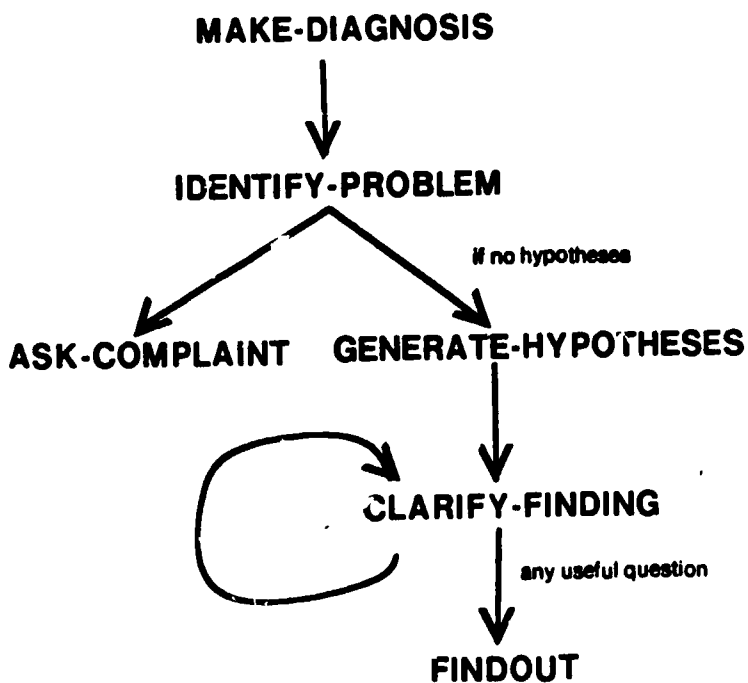 MAKE-DIAGNOSIS
IDENTIFY-PROBLEM
if no hypotheses
ASK-COMPLAINT
GENERATE-HYPOTHESES
CLARIFY-FINDING
any useful question
FINDOUT